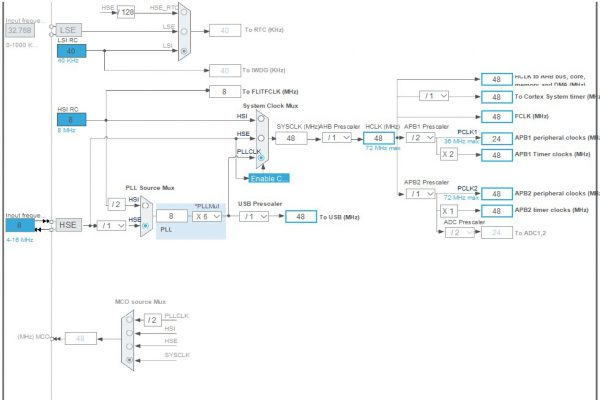 Input freque...
32.768
0-1000 K...
LSE
HSE
/ 128
HSE_RTC
LSE
LSI
40
To RTC (KHz)
LSI RC
40
40 KHz
40
To IWDG (KHz)
8
To FLITFCLK (MHz)
HSI RC
8
8 MHz
System Clock Mux
HSI
HSE
PLLCLK
Enable C...
SYSCLK (MHz)
48
AHB Prescaler
/ 1
HCLK (MHz)
48
72 MHz max
HCLK to AHB bus, core,
memory and DMA (MHz)
48
/ 1
48
To Cortex System timer (MHz)
48
FCLK (MHz)
APB1 Prescaler
/ 2
PCLK1
36 MHz max
24
APB1 peripheral clocks (MHz)
X 2
48
APB1 Timer clocks (MHz)
APB2 Prescaler
/ 1
PCLK2
72 MHz max
48
APB2 peripheral clocks (MHz)
X 1
48
APB2 timer clocks (MHz)
ADC Prescaler
/ 2
24
To ADC1,2
PLL Source Mux
HSI
/ 2
HSE
/ 1
8
*PLLMul
X 6
PLL
USB Prescaler
/ 1
48
To USB (MHz)
Input freque...
8
4-16 MHz
HSE
MCO source Mux
PLLCLK
/ 2
HSI
HSE
SYSCLK
(MHz) MCO
48